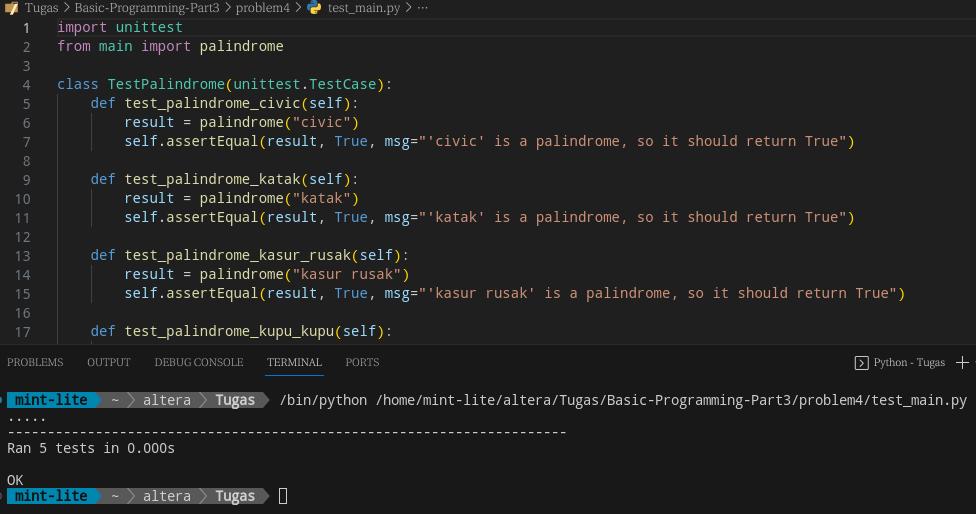 Tugas > Basic-Programming-Part3 > problem4 > test_main.py > ...
1 import unittest
2 from main import palindrome
3
4 class TestPalindrome(unittest.TestCase):
5     def test_palindrome_civic(self):
6         result = palindrome("civic")
7         self.assertEqual(result, True, msg="'civic' is a palindrome, so it should return True")
8
9     def test_palindrome_katak(self):
10         result = palindrome("katak")
11         self.assertEqual(result, True, msg="'katak' is a palindrome, so it should return True")
12
13     def test_palindrome_kasur_rusak(self):
14         result = palindrome("kasur rusak")
15         self.assertEqual(result, True, msg="'kasur rusak' is a palindrome, so it should return True")
16
17     def test_palindrome_kupu_kupu(self):
PROBLEMS OUTPUT DEBUG CONSOLE TERMINAL PORTS Python - Tugas
mint-lite ~ altera Tugas /bin/python /home/mint-lite/altera/Tugas/Basic-Programming-Part3/problem4/test_main.py
.....
----------------------------------------------------------------------
Ran 5 tests in 0.000s
OK
mint-lite ~ altera Tugas